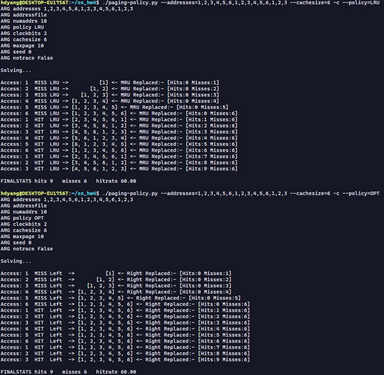 hdyang@DESKTOP-EU17S6T:~/os_hw$ ./paging-policy.py --addresses=1,2,3,4,5,6,1,2,3,4,5,6,1,2,3 --cachesize=6 -c --policy=LRU
ARG addresses 1,2,3,4,5,6,1,2,3,4,5,6,1,2,3
ARG addressfile
ARG numaddrs 10
ARG policy LRU
ARG clockbits 2
ARG cachesize 6
ARG maxpage 10
ARG seed 0
ARG notrace False
Solving...
Access: 1 MISS LRU -> [1] <- MRU Replaced:- [Hits:0 Misses:1]
Access: 2 MISS LRU -> [1, 2] <- MRU Replaced:- [Hits:0 Misses:2]
Access: 3 MISS LRU -> [1, 2, 3] <- MRU Replaced:- [Hits:0 Misses:3]
Access: 4 MISS LRU -> [1, 2, 3, 4] <- MRU Replaced:- [Hits:0 Misses:4]
Access: 5 MISS LRU -> [1, 2, 3, 4, 5] <- MRU Replaced:- [Hits:0 Misses:5]
Access: 6 MISS LRU -> [1, 2, 3, 4, 5, 6] <- MRU Replaced:- [Hits:0 Misses:6]
Access: 1 HIT LRU -> [2, 3, 4, 5, 6, 1] <- MRU Replaced:- [Hits:1 Misses:6]
Access: 2 HIT LRU -> [3, 4, 5, 6, 1, 2] <- MRU Replaced:- [Hits:2 Misses:6]
Access: 3 HIT LRU -> [4, 5, 6, 1, 2, 3] <- MRU Replaced:- [Hits:3 Misses:6]
Access: 4 HIT LRU -> [5, 6, 1, 2, 3, 4] <- MRU Replaced:- [Hits:4 Misses:6]
Access: 5 HIT LRU -> [6, 1, 2, 3, 4, 5] <- MRU Replaced:- [Hits:5 Misses:6]
Access: 6 HIT LRU -> [1, 2, 3, 4, 5, 6] <- MRU Replaced:- [Hits:6 Misses:6]
Access: 1 HIT LRU -> [2, 3, 4, 5, 6, 1] <- MRU Replaced:- [Hits:7 Misses:6]
Access: 2 HIT LRU -> [3, 4, 5, 6, 1, 2] <- MRU Replaced:- [Hits:8 Misses:6]
Access: 3 HIT LRU -> [4, 5, 6, 1, 2, 3] <- MRU Replaced:- [Hits:9 Misses:6]
FINALSTATS hits 9 misses 6 hitrate 60.00
hdyang@DESKTOP-EU17S6T:~/os_hw$ ./paging-policy.py --addresses=1,2,3,4,5,6,1,2,3,4,5,6,1,2,3 --cachesize=6 -c --policy=OPT
ARG addresses 1,2,3,4,5,6,1,2,3,4,5,6,1,2,3
ARG addressfile
ARG numaddrs 10
ARG policy OPT
ARG clockbits 2
ARG cachesize 6
ARG maxpage 10
ARG seed 0
ARG notrace False
Solving...
Access: 1 MISS Left -> [1] <- Right Replaced:- [Hits:0 Misses:1]
Access: 2 MISS Left -> [1, 2] <- Right Replaced:- [Hits:0 Misses:2]
Access: 3 MISS Left -> [1, 2, 3] <- Right Replaced:- [Hits:0 Misses:3]
Access: 4 MISS Left -> [1, 2, 3, 4] <- Right Replaced:- [Hits:0 Misses:4]
Access: 5 MISS Left -> [1, 2, 3, 4, 5] <- Right Replaced:- [Hits:0 Misses:5]
Access: 6 MISS Left -> [1, 2, 3, 4, 5, 6] <- Right Replaced:- [Hits:0 Misses:6]
Access: 1 HIT Left -> [1, 2, 3, 4, 5, 6] <- Right Replaced:- [Hits:1 Misses:6]
Access: 2 HIT Left -> [1, 2, 3, 4, 5, 6] <- Right Replaced:- [Hits:2 Misses:6]
Access: 3 HIT Left -> [1, 2, 3, 4, 5, 6] <- Right Replaced:- [Hits:3 Misses:6]
Access: 4 HIT Left -> [1, 2, 3, 4, 5, 6] <- Right Replaced:- [Hits:4 Misses:6]
Access: 5 HIT Left -> [1, 2, 3, 4, 5, 6] <- Right Replaced:- [Hits:5 Misses:6]
Access: 6 HIT Left -> [1, 2, 3, 4, 5, 6] <- Right Replaced:- [Hits:6 Misses:6]
Access: 1 HIT Left -> [1, 2, 3, 4, 5, 6] <- Right Replaced:- [Hits:7 Misses:6]
Access: 2 HIT Left -> [1, 2, 3, 4, 5, 6] <- Right Replaced:- [Hits:8 Misses:6]
Access: 3 HIT Left -> [1, 2, 3, 4, 5, 6] <- Right Replaced:- [Hits:9 Misses:6]
FINALSTATS hits 9 misses 6 hitrate 60.00